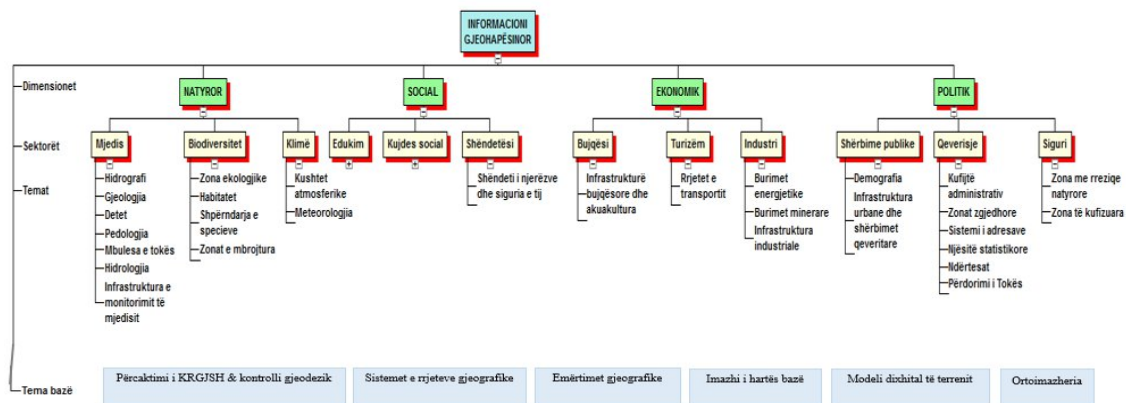 INFORMACIONI
GJEOHAPËSINOR
Dimensionet
NATYROR
SOCIAL
EKONOMIK
POLITIK
Sektorët
Mjedis
Biodiversitet
Klimë
Edukim
Kujdes social
Shëndetësi
Bujqësi
Turizëm
Industri
Shërbime publike
Qeverisje
Siguri
Temat
Hidrografi
Gjeologjia
Detet
Pedologjia
Mbulesa e tokës
Hidrologjia
Infrastruktura e
monitorimit të
mjedisit
Zona ekologjike
Habitatet
Shpërndarja e
specieve
Zonat e mbrojtura
Kushtet
atmosferike
Meteorologjia
Shëndeti i njerëzve
dhe siguria e tij
Infrastrukturë
bujqësore dhe
akuakultura
Rrjetet e
transportit
Burimet
energjetike
Burimet minerare
Infrastruktura
industriale
Demografia
Infrastruktura
urbane dhe
shërbimet
qeveritare
Kufijtë
administrativ
Zonat zgjedhore
Sistemi i adresave
Njësitë statistikore
Ndërtesat
Përdorimi i Tokës
Zona me rreziqe
natyrore
Zona të kufizuara
Tema bazë
Përcaktimi i KRGJSH & kontrolli gjeodezik
Sistemet e rrjeteve gjeografike
Emërtimet gjeografike
Imazhi i hartës bazë
Modeli dixhital të terrenit
Ortoimazheria